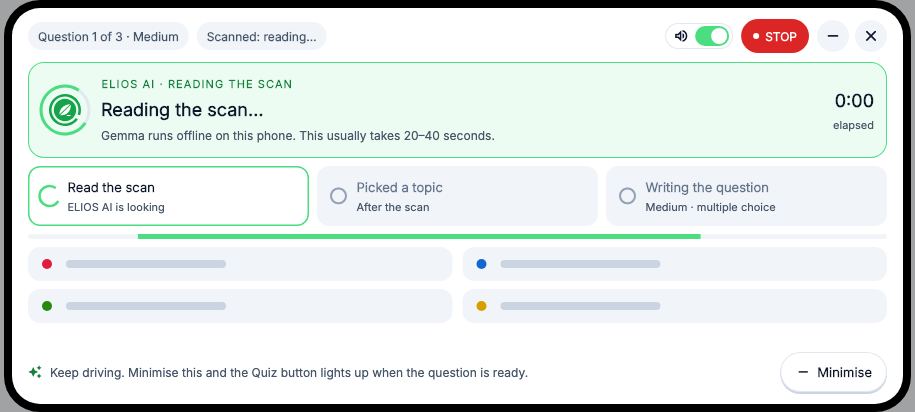 Question 1 of 3 · Medium
Scanned: reading...
STOP
ELIOS AI · READING THE SCAN
Reading the scan...
Gemma runs offline on this phone. This usually takes 20–40 seconds.
0:00
elapsed
Read the scan
ELIOS AI is looking
Picked a topic
After the scan
Writing the question
Medium · multiple choice
Keep driving. Minimise this and the Quiz button lights up when the question is ready.
Minimise